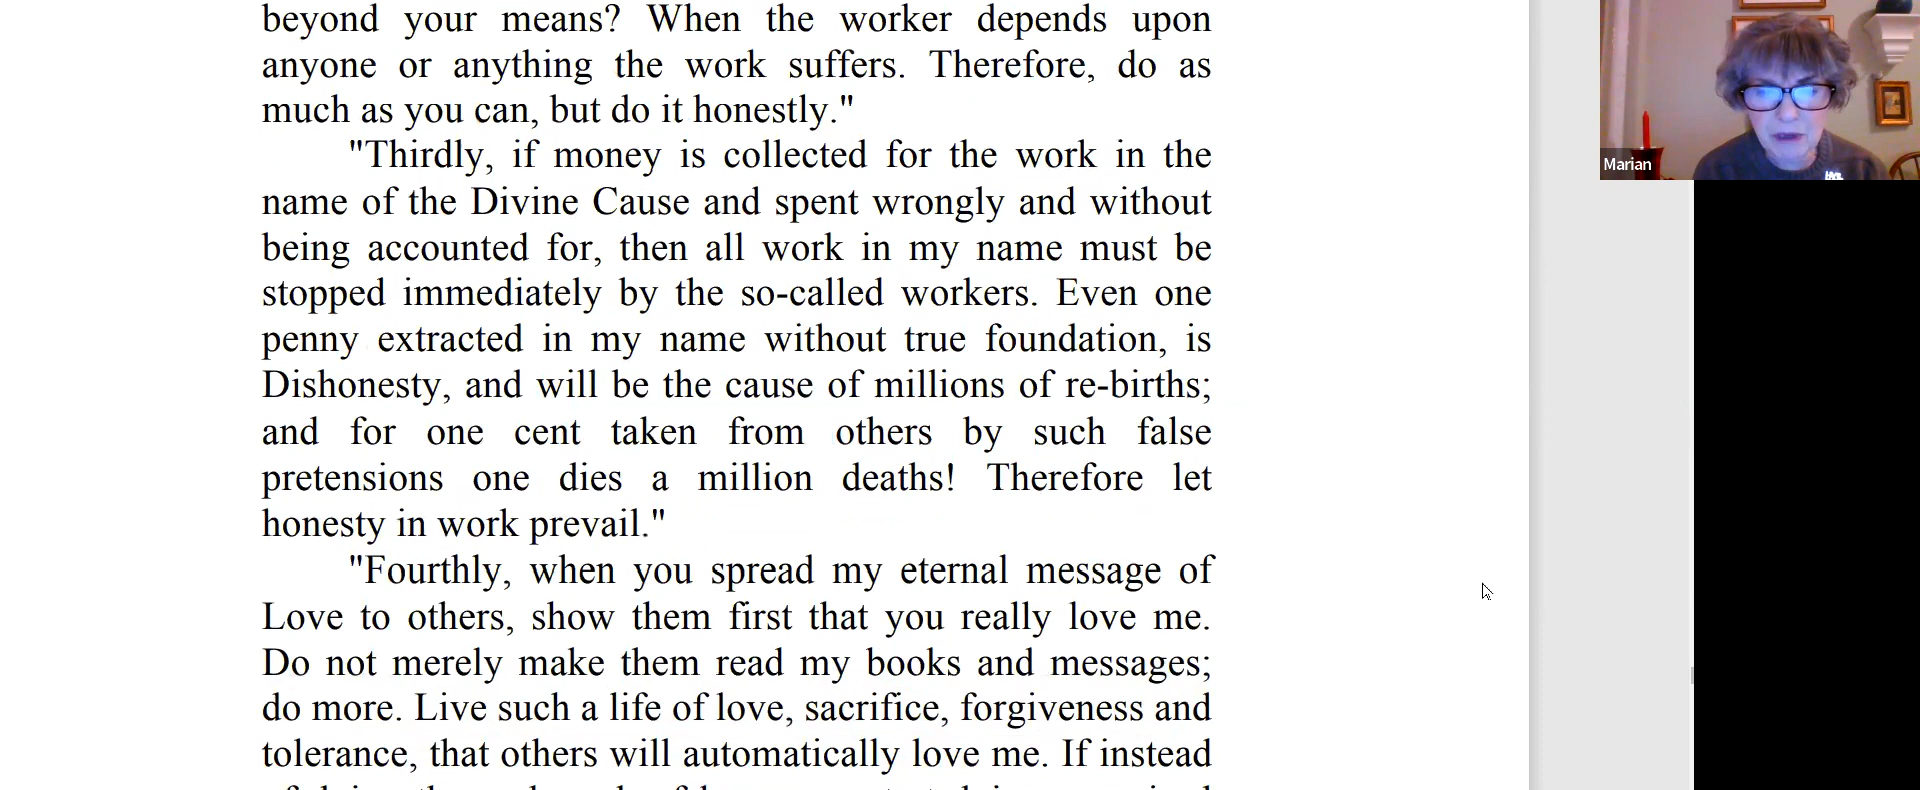 beyond your means? When the worker depends upon
anyone or anything the work suffers. Therefore, do as
much as you can, but do it honestly."
"Thirdly, if money is collected for the work in the
name of the Divine Cause and spent wrongly and without
being accounted for, then all work in my name must be
stopped immediately by the so-called workers. Even one
penny extracted in my name without true foundation, is
Dishonesty, and will be the cause of millions of re-births;
and for one cent taken from others by such false
pretensions one dies a million deaths! Therefore let
honesty in work prevail."
"Fourthly, when you spread my eternal message of
Love to others, show them first that you really love me.
Do not merely make them read my books and messages;
do more. Live such a life of love, sacrifice, forgiveness and
tolerance, that others will automatically love me. If instead
Marian